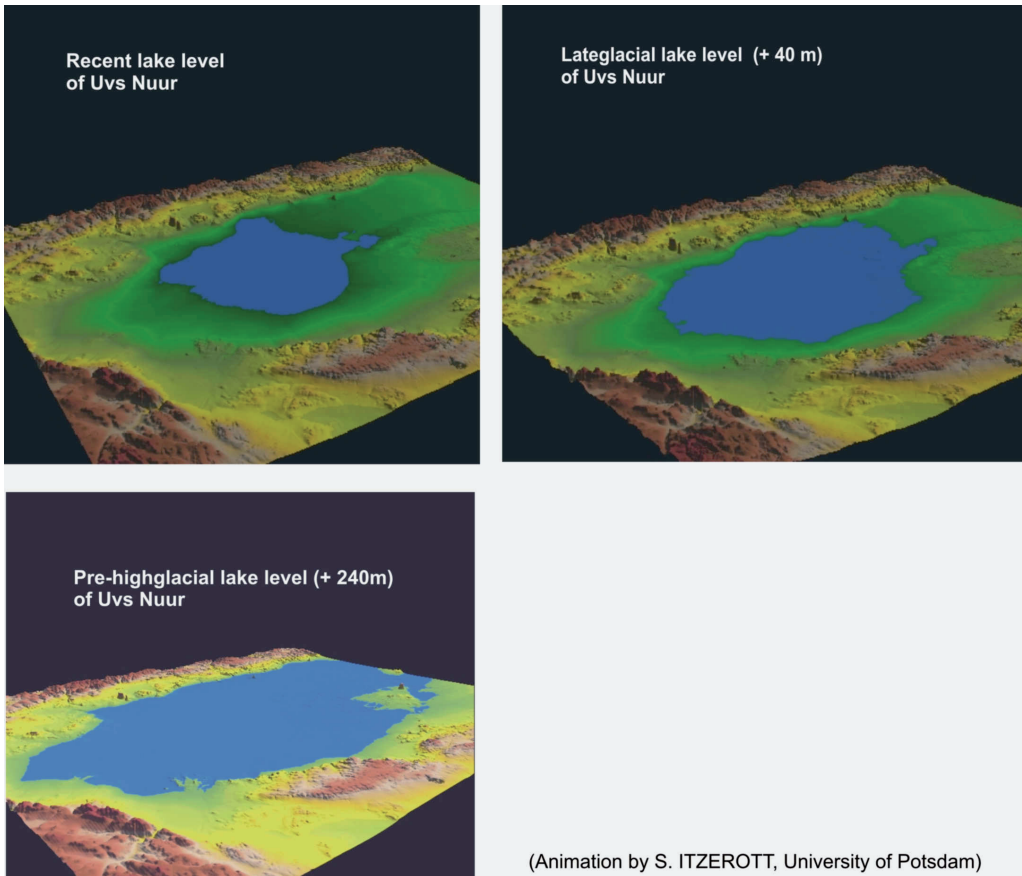 Recent lake level
of Uvs Nuur
Lateglacial lake level (+ 40 m)
of Uvs Nuur
Pre-highglacial lake level (+ 240m)
of Uvs Nuur
(Animation by S. ITZEROTT, University of Potsdam)